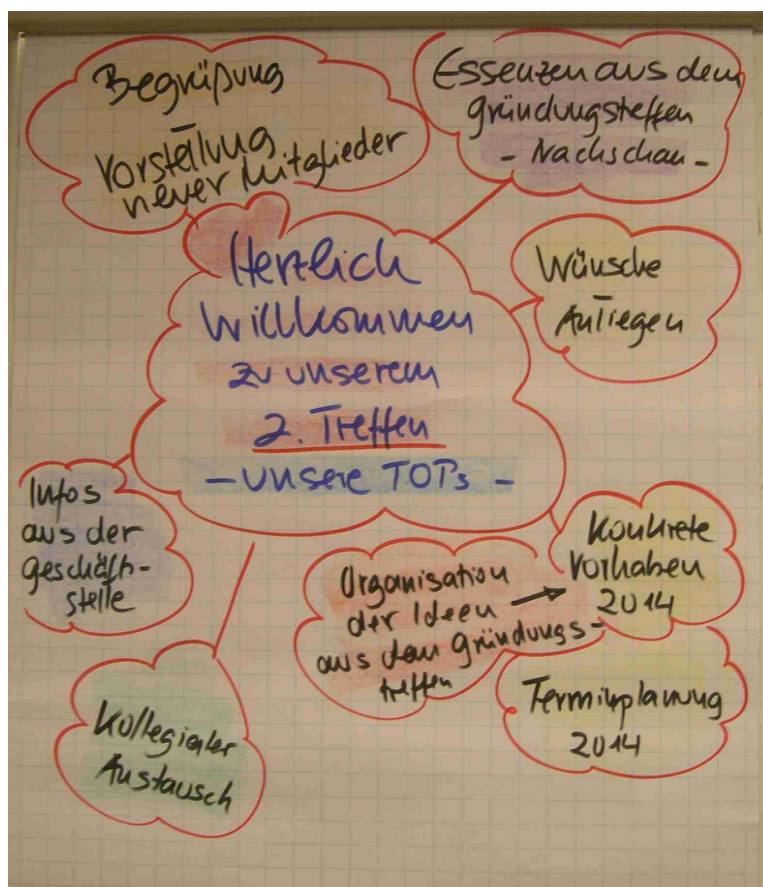 Begrüßung
Vorstellung
neuer Mitglieder
Essenzen aus dem
gründungstreffen
- Nachschau -
Herzlich
Willkommen
zu unserem
2. Treffen
- unsere TOPs -
Wünsche
Anliegen
Infos
aus der
geschäft-
stelle
Konkrete
Vorhaben
2014
Organisation
der Ideen
aus dem gründungs-
treffen
Terminplanung
2014
Kollegialer
Austausch